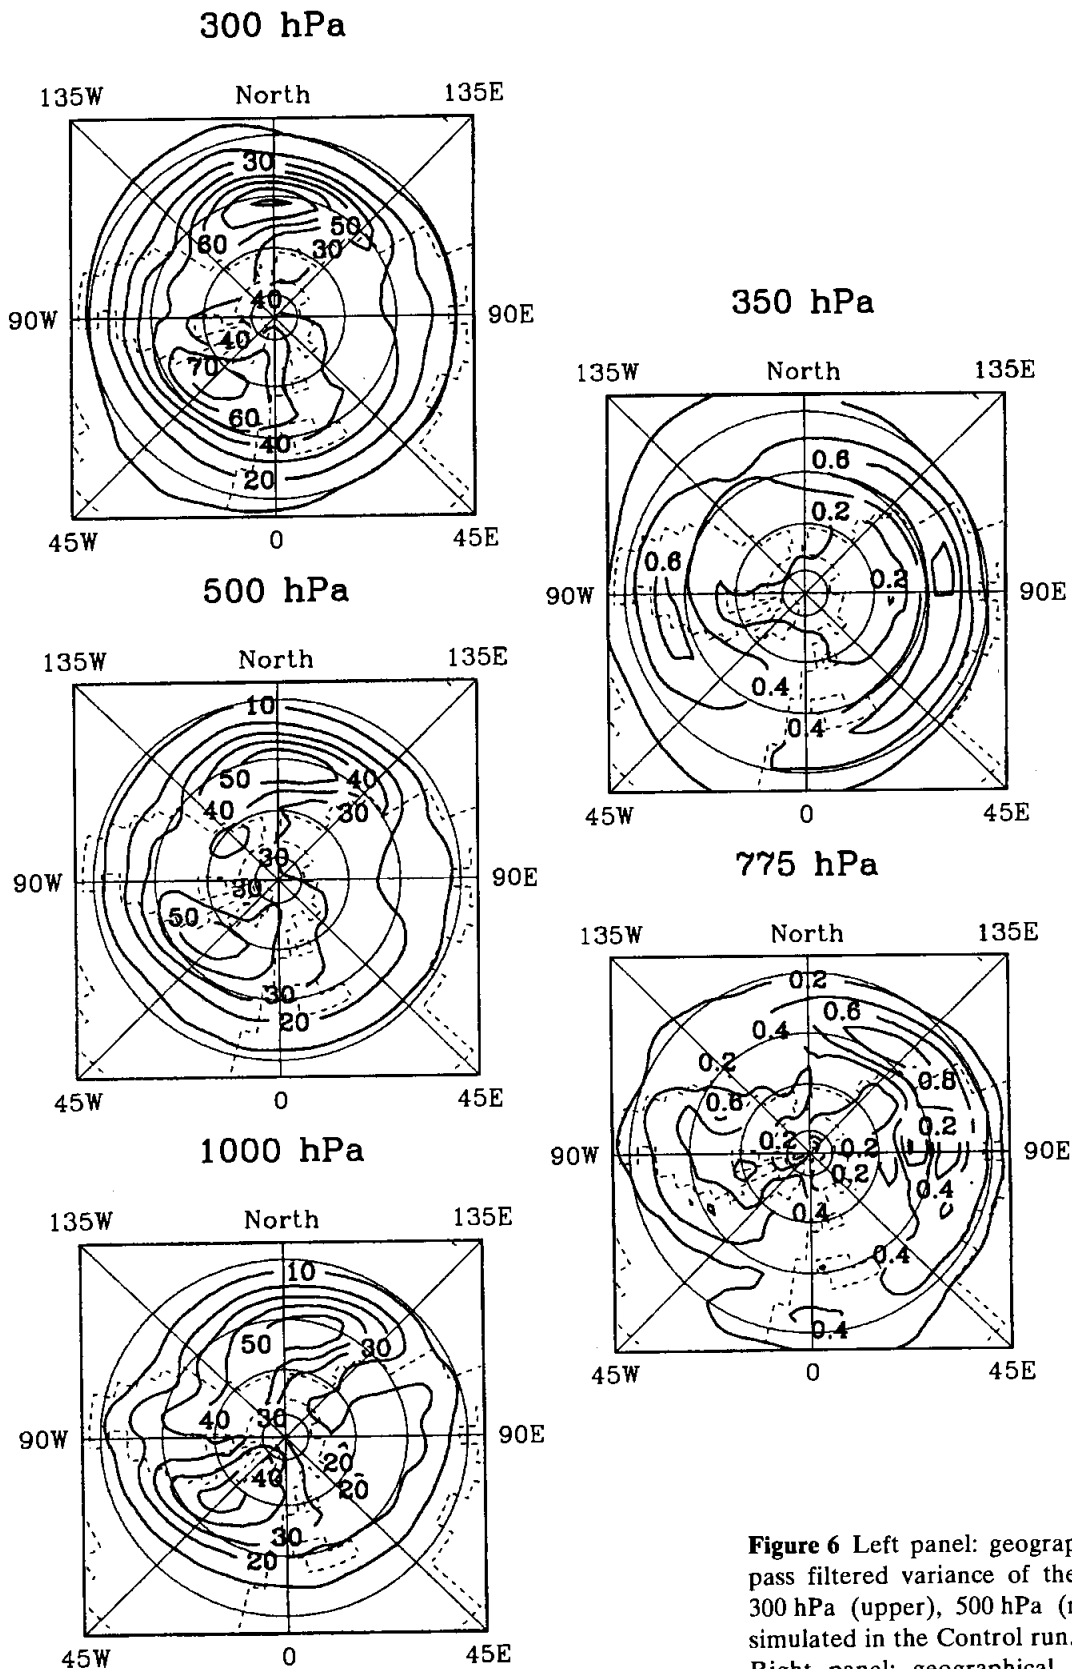 300 hPa
135W North 135E
30
50
60
30
40
90W 90E
40
70
60
40
20
45W 0 45E
350 hPa
135W North 135E
0.6
0.2
0.6
0.2
90W 90E
0.4
0.4
45W 0 45E
500 hPa
135W North 135E
10
50 40
40 30
30
90W 90E
30
50
30
20
45W 0 45E
775 hPa
135W North 135E
0.2
0.6
0.4
0.2
0.8
0.6
0.2
0.2 0.2
90W 90E
0.2
0.4
0.4
0.4
0.4
45W 0 45E
1000 hPa
135W North 135E
10
50 30
40 30
90W 90E
20
40
20
30
20
45W 0 45E
Figure 6 Left panel: geograp
pass filtered variance of the
300 hPa (upper), 500 hPa (
simulated in the Control run.
Right panel: geographical